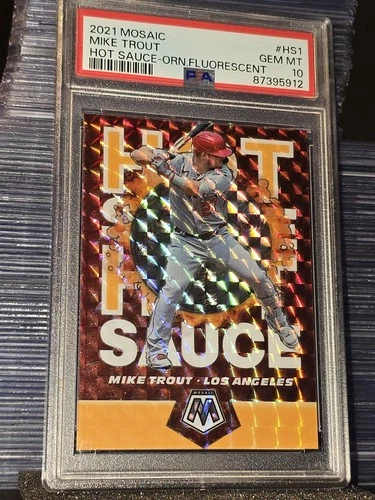 2021 MOSAIC #HS1
MIKE TROUT GEM MT
HOT SAUCE-ORN.FLUORESCENT 10
PSA 87395912
HOT
SAUCE
MIKE TROUT · LOS ANGELES
MOSAIC
M